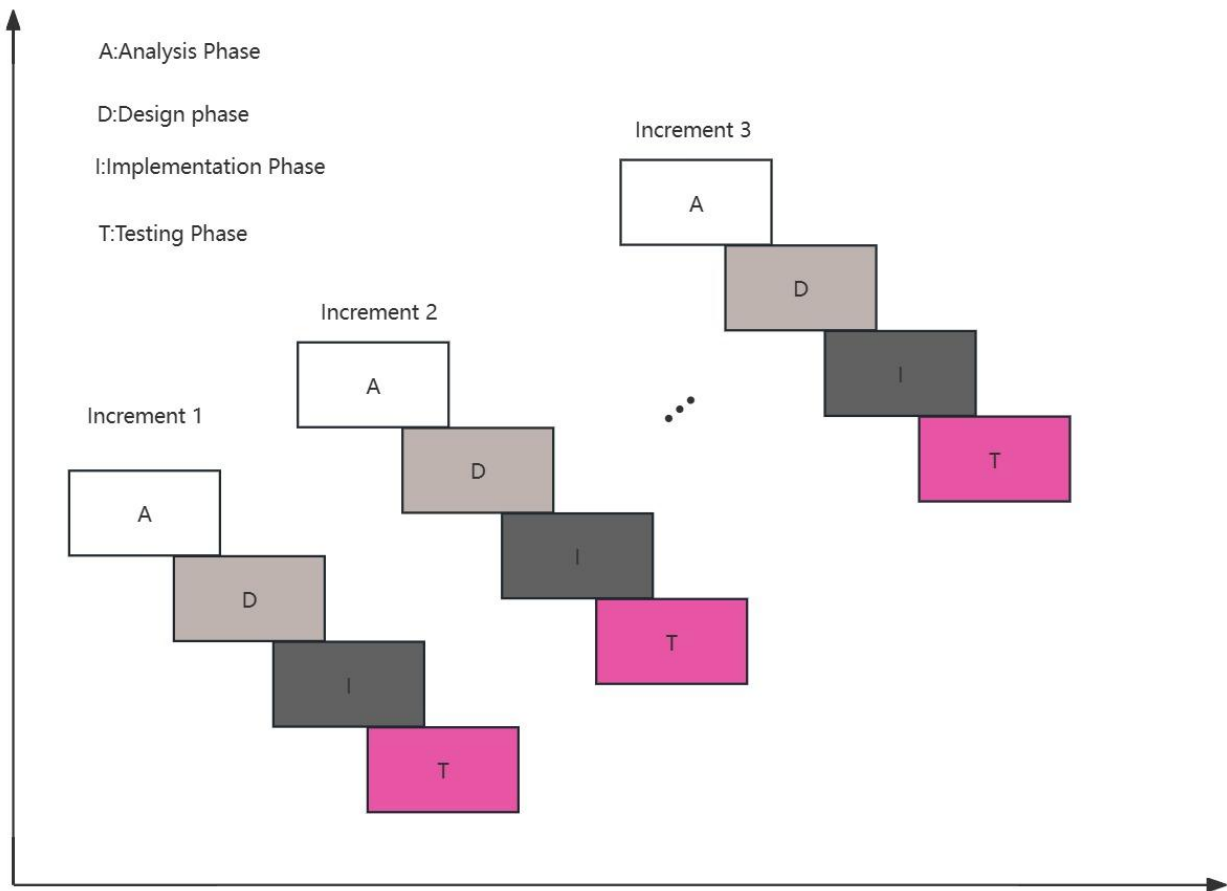 A:Analysis Phase
D:Design phase
I:Implementation Phase
T:Testing Phase
Increment 3
A
D
I
T
Increment 2
A
D
I
T
Increment 1
A
D
I
T